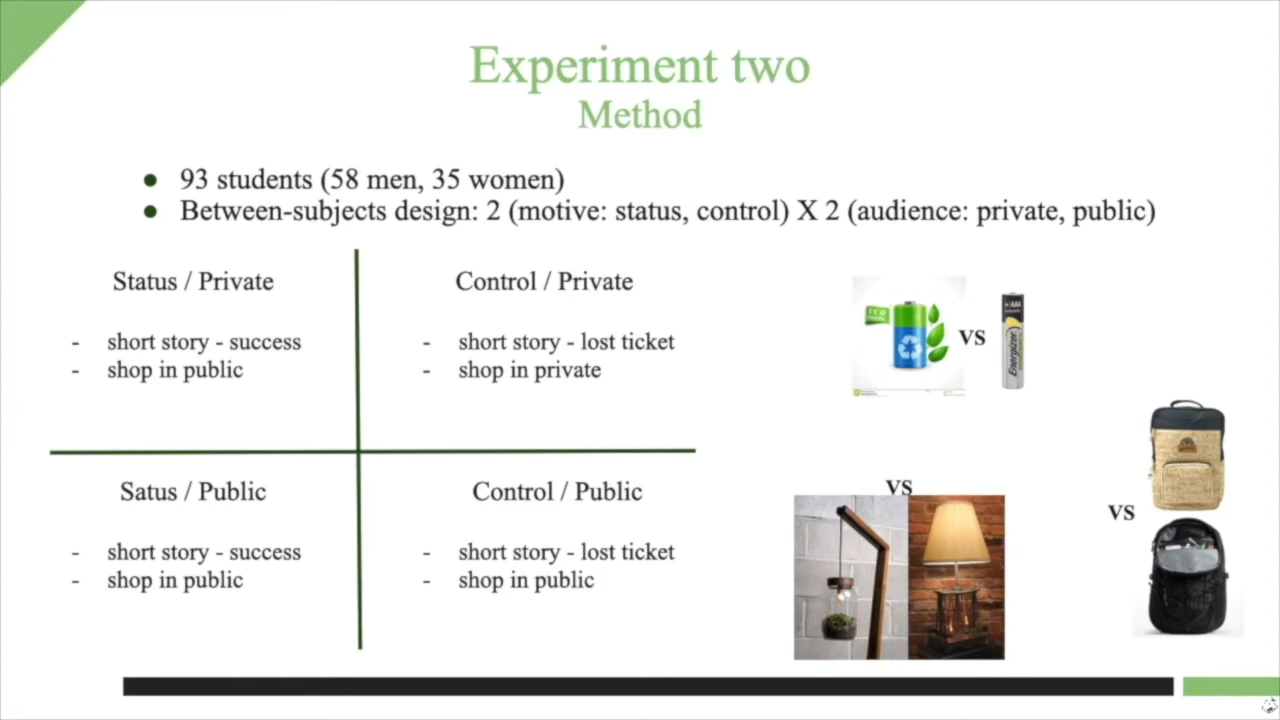 Experiment two
Method
● 93 students (58 men, 35 women)
● Between-subjects design: 2 (motive: status, control) X 2 (audience: private, public)
Status / Private
- short story - success
- shop in public
Control / Private
- short story - lost ticket
- shop in private
Satus / Public
- short story - success
- shop in public
Control / Public
- short story - lost ticket
- shop in public
ECO
VS
AAA
Energizer
VS
VS